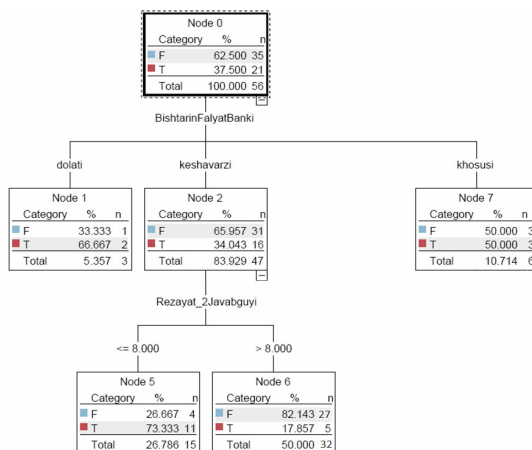 Node 0
Category % n
F 62.500 35
T 37.500 21
Total 100.000 56
BishtarinFalyatBanki
dolati
keshavarzi
khosusi
Node 1
Category % n
F 33.333 1
T 66.667 2
Total 5.357 3
Node 2
Category % n
F 65.957 31
T 34.043 16
Total 83.929 47
Node 7
Category % n
F 50.000 3
T 50.000 3
Total 10.714 6
Rezayat_2Javabguyi
<= 8.000
> 8.000
Node 5
Category % n
F 26.667 4
T 73.333 11
Total 26.786 15
Node 6
Category % n
F 82.143 27
T 17.857 5
Total 50.000 32